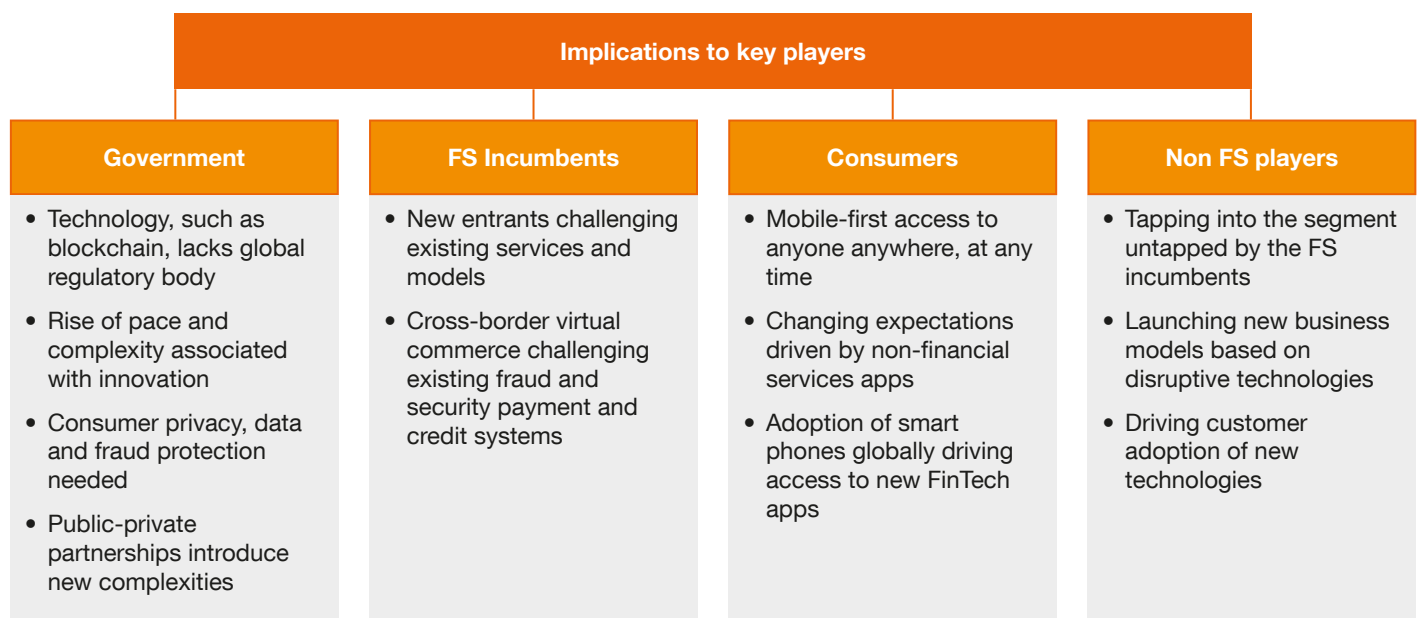 Implications to key players
Government
• Technology, such as
blockchain, lacks global
regulatory body
• Rise of pace and
complexity associated
with innovation
• Consumer privacy, data
and fraud protection
needed
• Public-private
partnerships introduce
new complexities
FS Incumbents
• New entrants challenging
existing services and
models
• Cross-border virtual
commerce challenging
existing fraud and
security payment and
credit systems
Consumers
• Mobile-first access to
anyone anywhere, at any
time
• Changing expectations
driven by non-financial
services apps
• Adoption of smart
phones globally driving
access to new FinTech
apps
Non FS players
• Tapping into the segment
untapped by the FS
incumbents
• Launching new business
models based on
disruptive technologies
• Driving customer
adoption of new
technologies